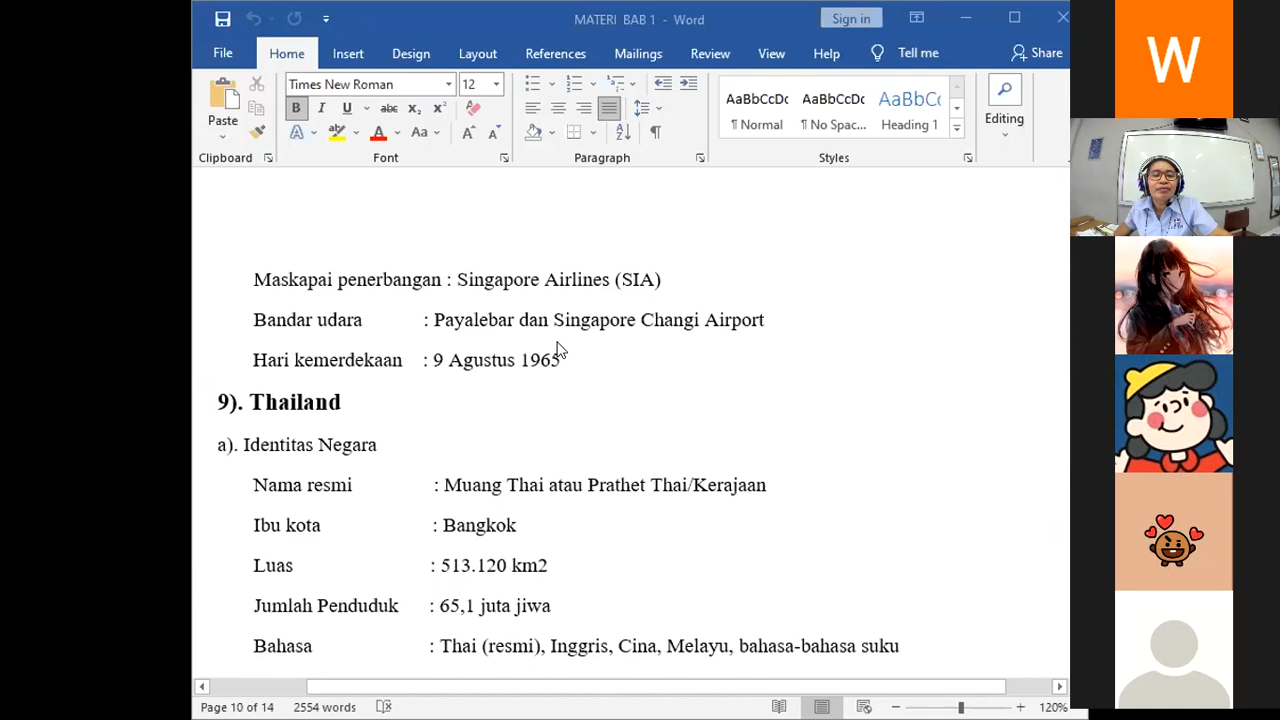 MATERI BAB 1 - Word
Sign in
File Home Insert Design Layout References Mailings Review View Help Tell me Share
Times New Roman 12
Paste
B I U abc x₂ x²
A ab A Aa A A
AaBbCcDc AaBbCcDc AaBbCc
¶ Normal ¶ No Spac... Heading 1
Editing
Clipboard Font Paragraph Styles
W
Maskapai penerbangan : Singapore Airlines (SIA)
Bandar udara : Payalebar dan Singapore Changi Airport
Hari kemerdekaan : 9 Agustus 1965
9). Thailand
a). Identitas Negara
Nama resmi : Muang Thai atau Prathet Thai/Kerajaan
Ibu kota : Bangkok
Luas : 513.120 km2
Jumlah Penduduk : 65,1 juta jiwa
Bahasa : Thai (resmi), Inggris, Cina, Melayu, bahasa-bahasa suku
Page 10 of 14 2554 words 120%